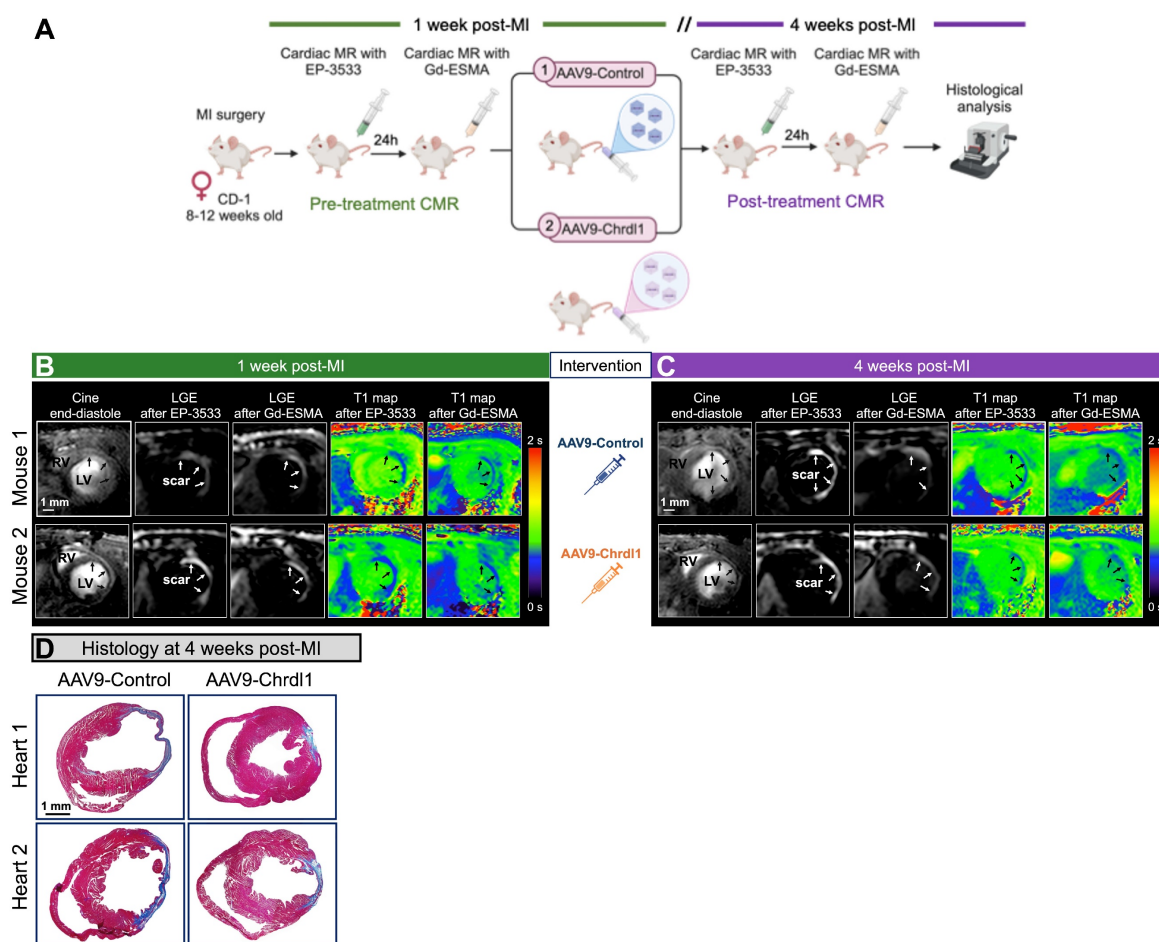 A
1 week post-MI
//
4 weeks post-MI
Cardiac MR with
EP-3533
Cardiac MR with
Gd-ESMA
1
AAV9-Control
Cardiac MR with
EP-3533
Cardiac MR with
Gd-ESMA
Histological
analysis
MI surgery
24h
24h
♀
CD-1
8-12 weeks old
Pre-treatment CMR
Post-treatment CMR
2
AAV9-Chrdl1
B
1 week post-MI
Intervention
C
4 weeks post-MI
Cine
end-diastole
LGE
after EP-3533
LGE
after Gd-ESMA
T1 map
after EP-3533
T1 map
after Gd-ESMA
Cine
end-diastole
LGE
after EP-3533
LGE
after Gd-ESMA
T1 map
after EP-3533
T1 map
after Gd-ESMA
Mouse 1
RV
LV
1 mm
scar
2 s
AAV9-Control
RV
LV
1 mm
scar
2 s
Mouse 2
RV
LV
scar
0 s
AAV9-Chrdl1
RV
LV
scar
0 s
D
Histology at 4 weeks post-MI
AAV9-Control
AAV9-Chrdl1
Heart 1
1 mm
Heart 2